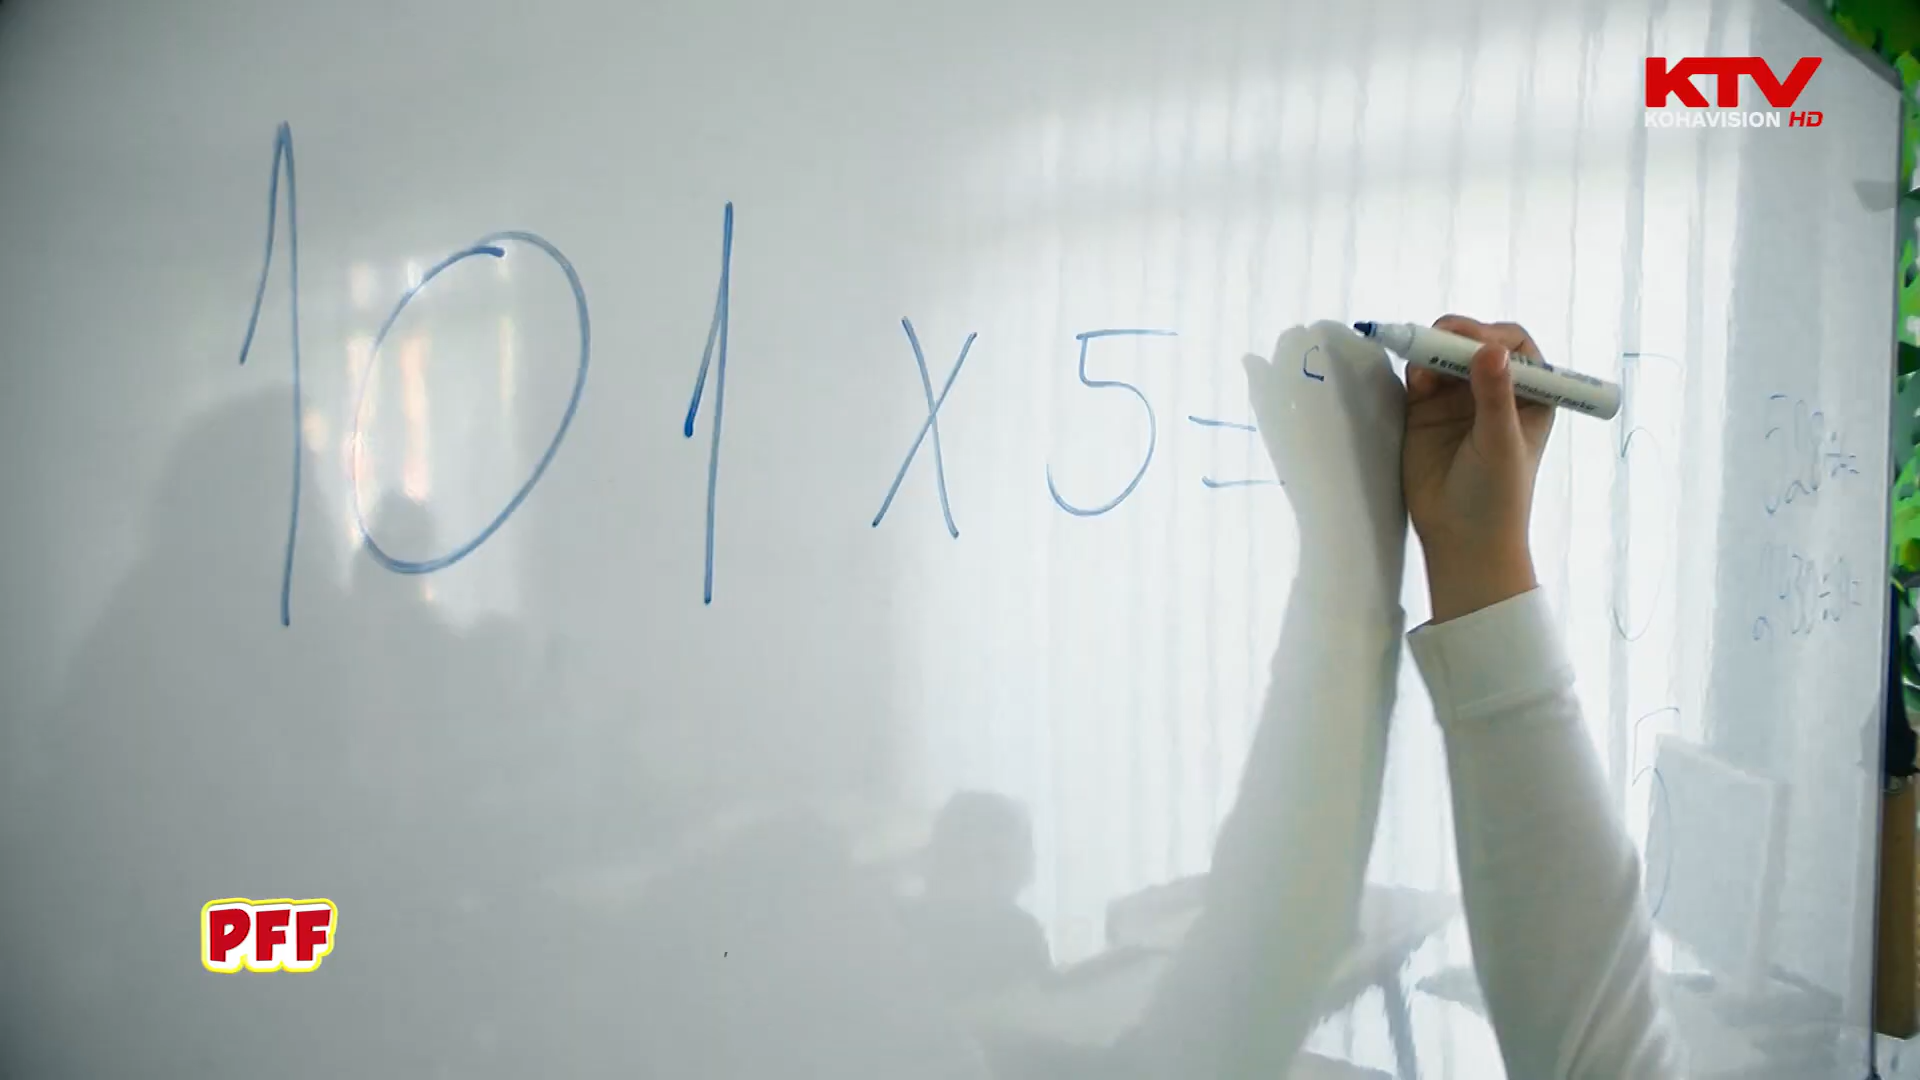 KTV
KOHAVISION HD
101 x 5 =
PFF